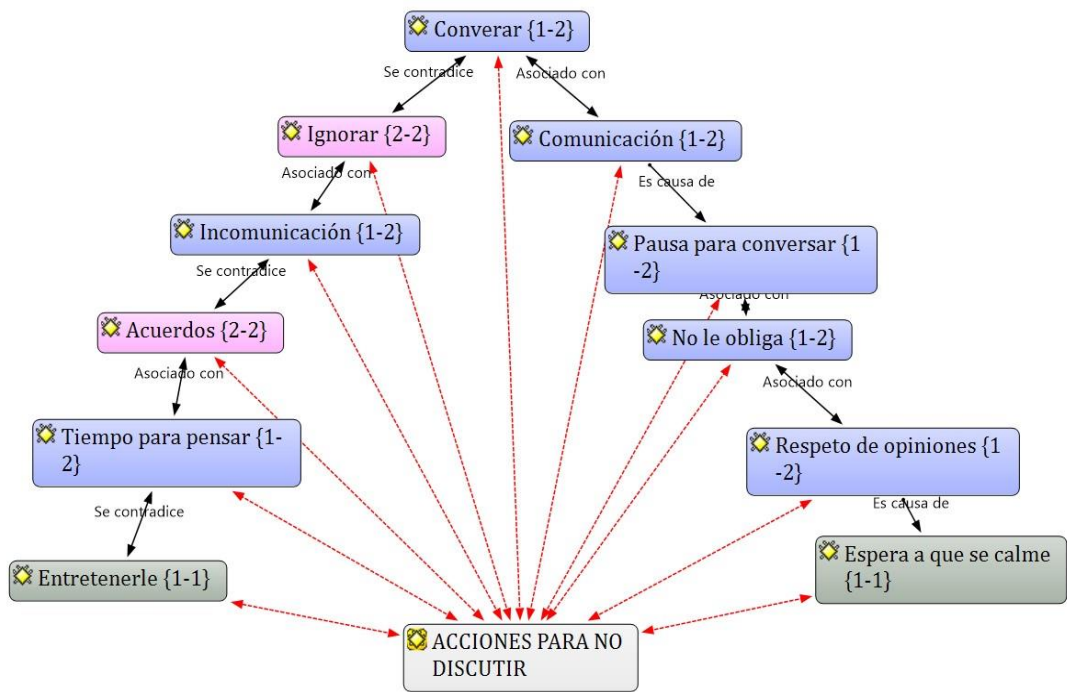 Converar {1-2}
Se contradice
Asociado con
Ignorar {2-2}
Comunicación {1-2}
Asociado con
Es causa de
Incomunicación {1-2}
Pausa para conversar {1
-2}
Se contradice
Asociado con
Acuerdos {2-2}
No le obliga {1-2}
Asociado con
Asociado con
Tiempo para pensar {1-
2}
Respeto de opiniones {1
-2}
Se contradice
Es causa de
Entretenerle {1-1}
Espera a que se calme
{1-1}
ACCIONES PARA NO
DISCUTIR